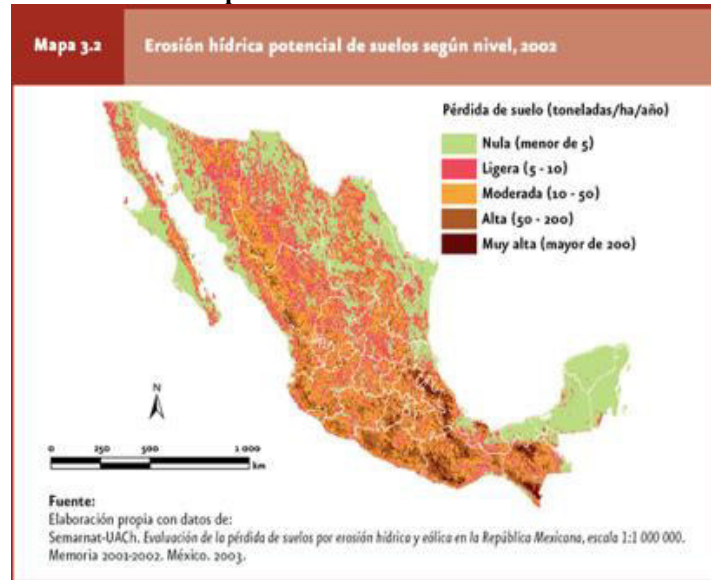 Mapa 3.2
Erosión hídrica potencial de suelos según nivel, 2002
Pérdida de suelo (toneladas/ha/año)
Nula (menor de 5)
Ligera (5 - 10)
Moderada (10 - 50)
Alta (50 - 200)
Muy alta (mayor de 200)
N
0 250 500 1 000
km
Fuente:
Elaboración propia con datos de:
Semarnat-UACh. Evaluación de la pérdida de suelos por erosión hídrica y eólica en la República Mexicana, escala 1:1 000 000.
Memoria 2001-2002. México. 2003.